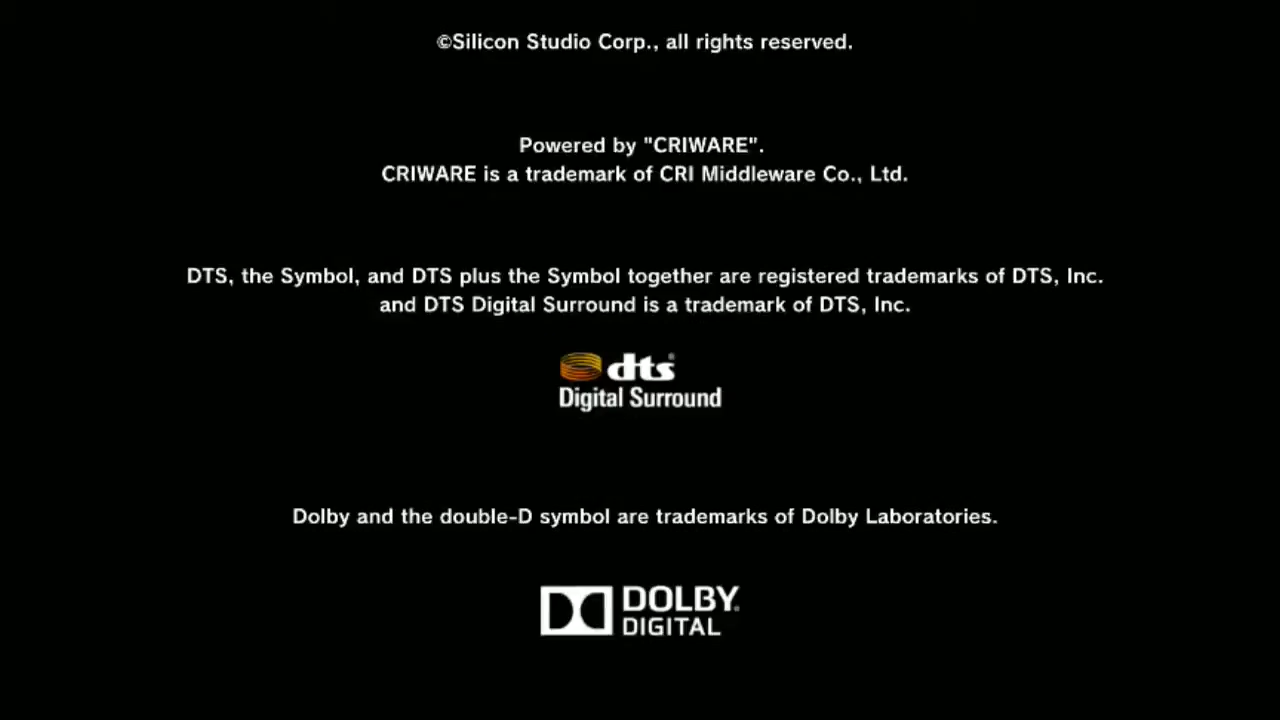 ©Silicon Studio Corp., all rights reserved.
Powered by "CRIWARE".
CRIWARE is a trademark of CRI Middleware Co., Ltd.
DTS, the Symbol, and DTS plus the Symbol together are registered trademarks of DTS, Inc.
and DTS Digital Surround is a trademark of DTS, Inc.
dts®
Digital Surround
Dolby and the double-D symbol are trademarks of Dolby Laboratories.
DOLBY®
DIGITAL